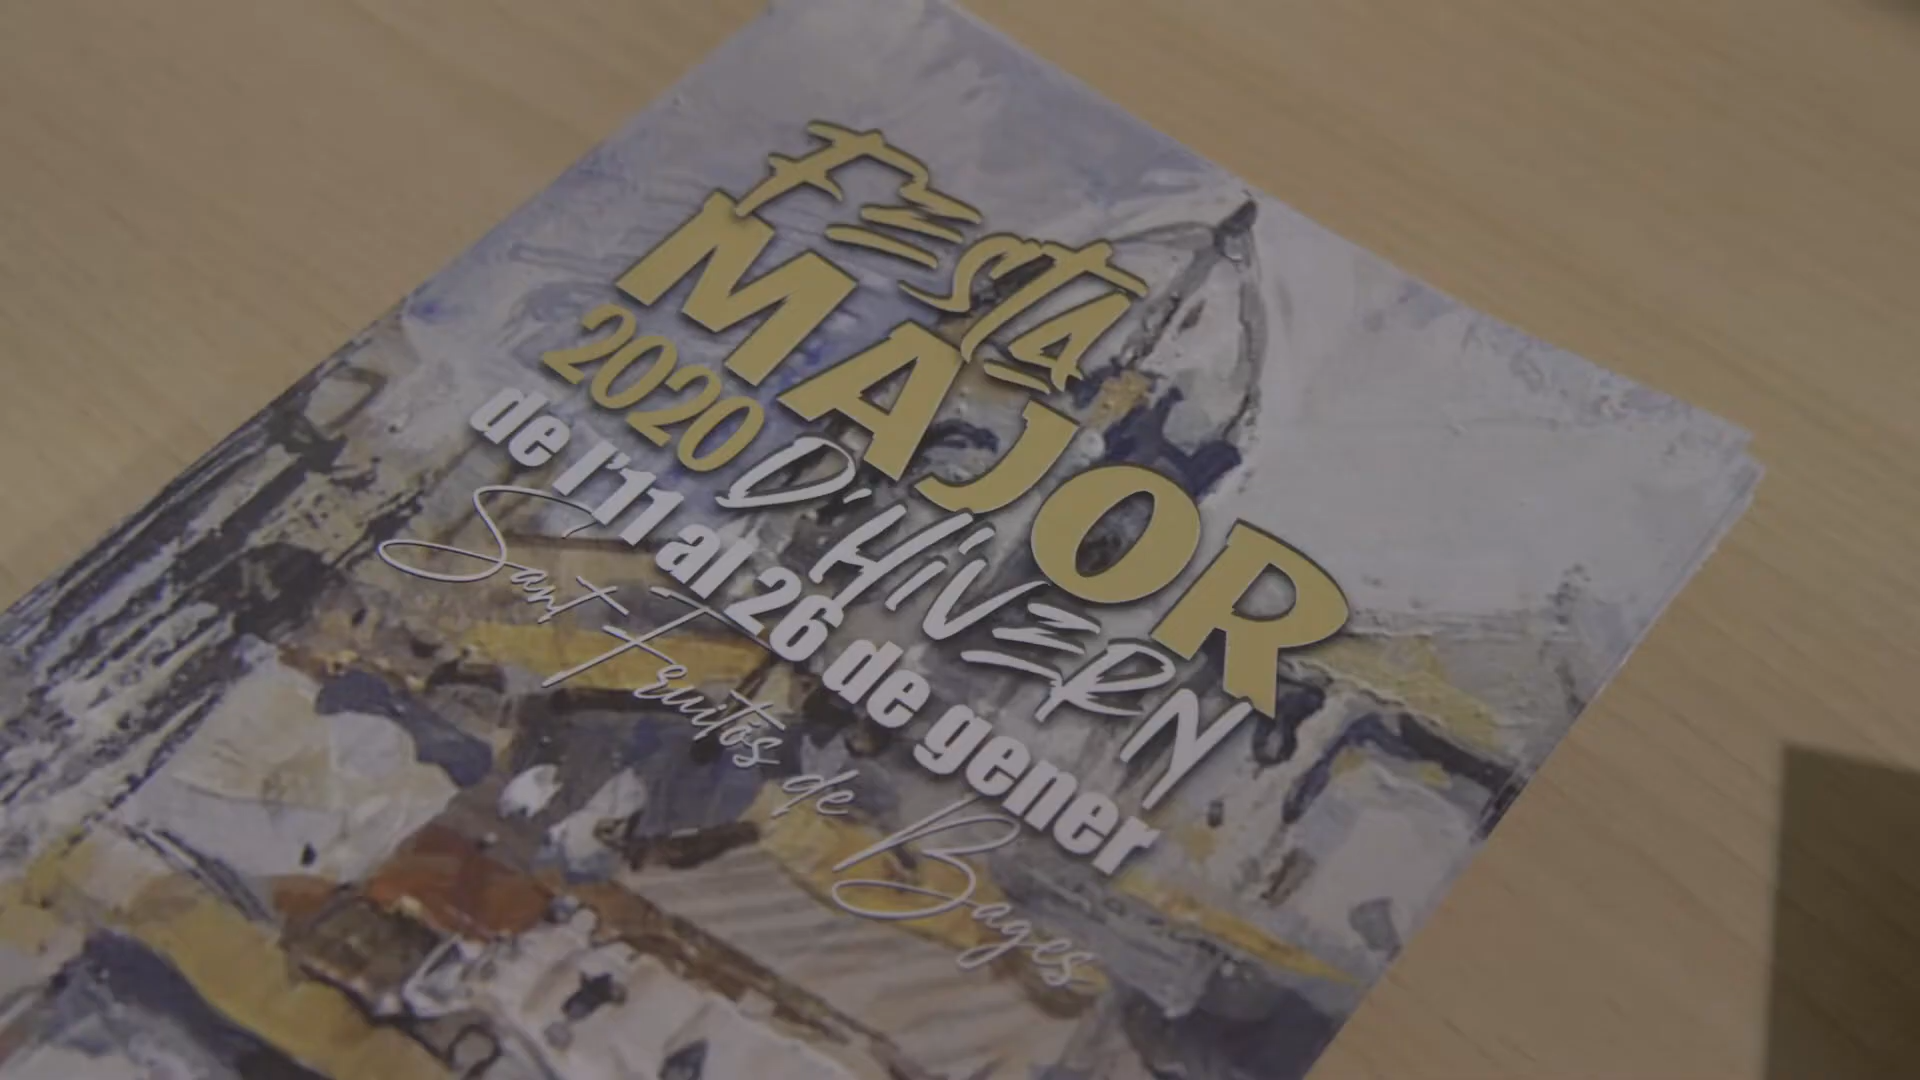 FESTA
MAJOR
2020 D'HIVERN
de l'11 al 26 de gener
Sant Fruitós de Bages